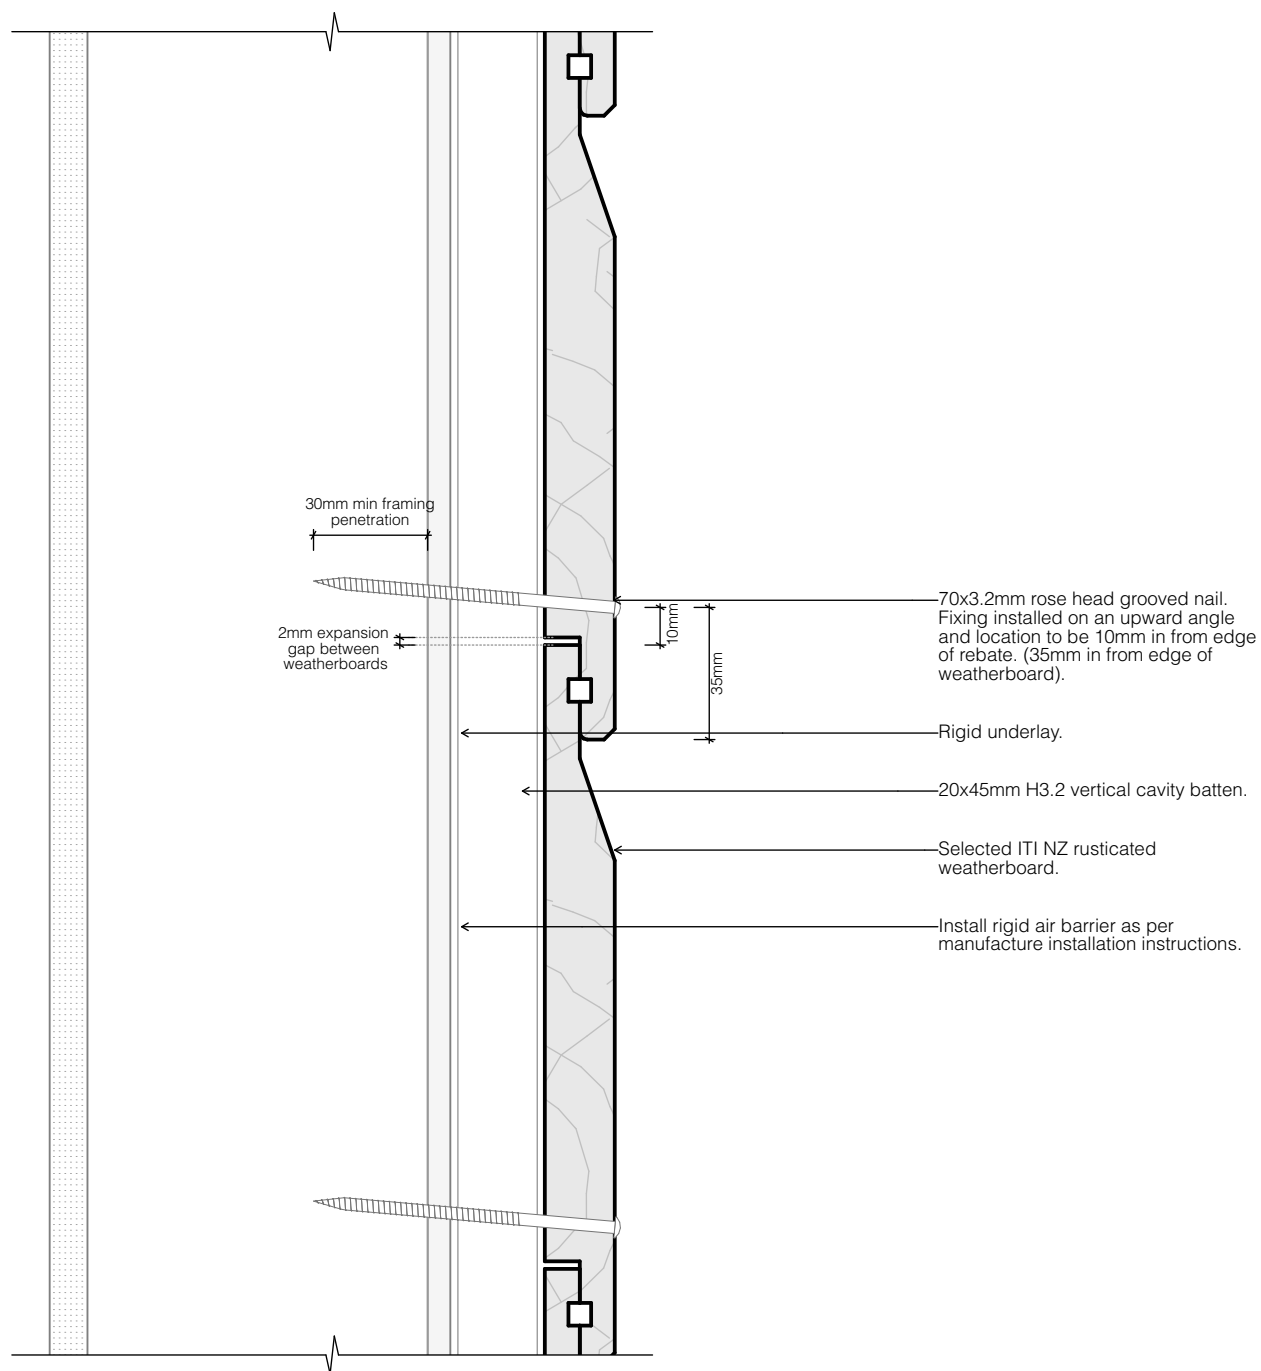 30mm min framing
penetration
2mm expansion
gap between
weatherboards
10mm
35mm
70x3.2mm rose head grooved nail.
Fixing installed on an upward angle
and location to be 10mm in from edge
of rebate. (35mm in from edge of
weatherboard).
Rigid underlay.
20x45mm H3.2 vertical cavity batten.
Selected ITI NZ rusticated
weatherboard.
Install rigid air barrier as per
manufacture installation instructions.